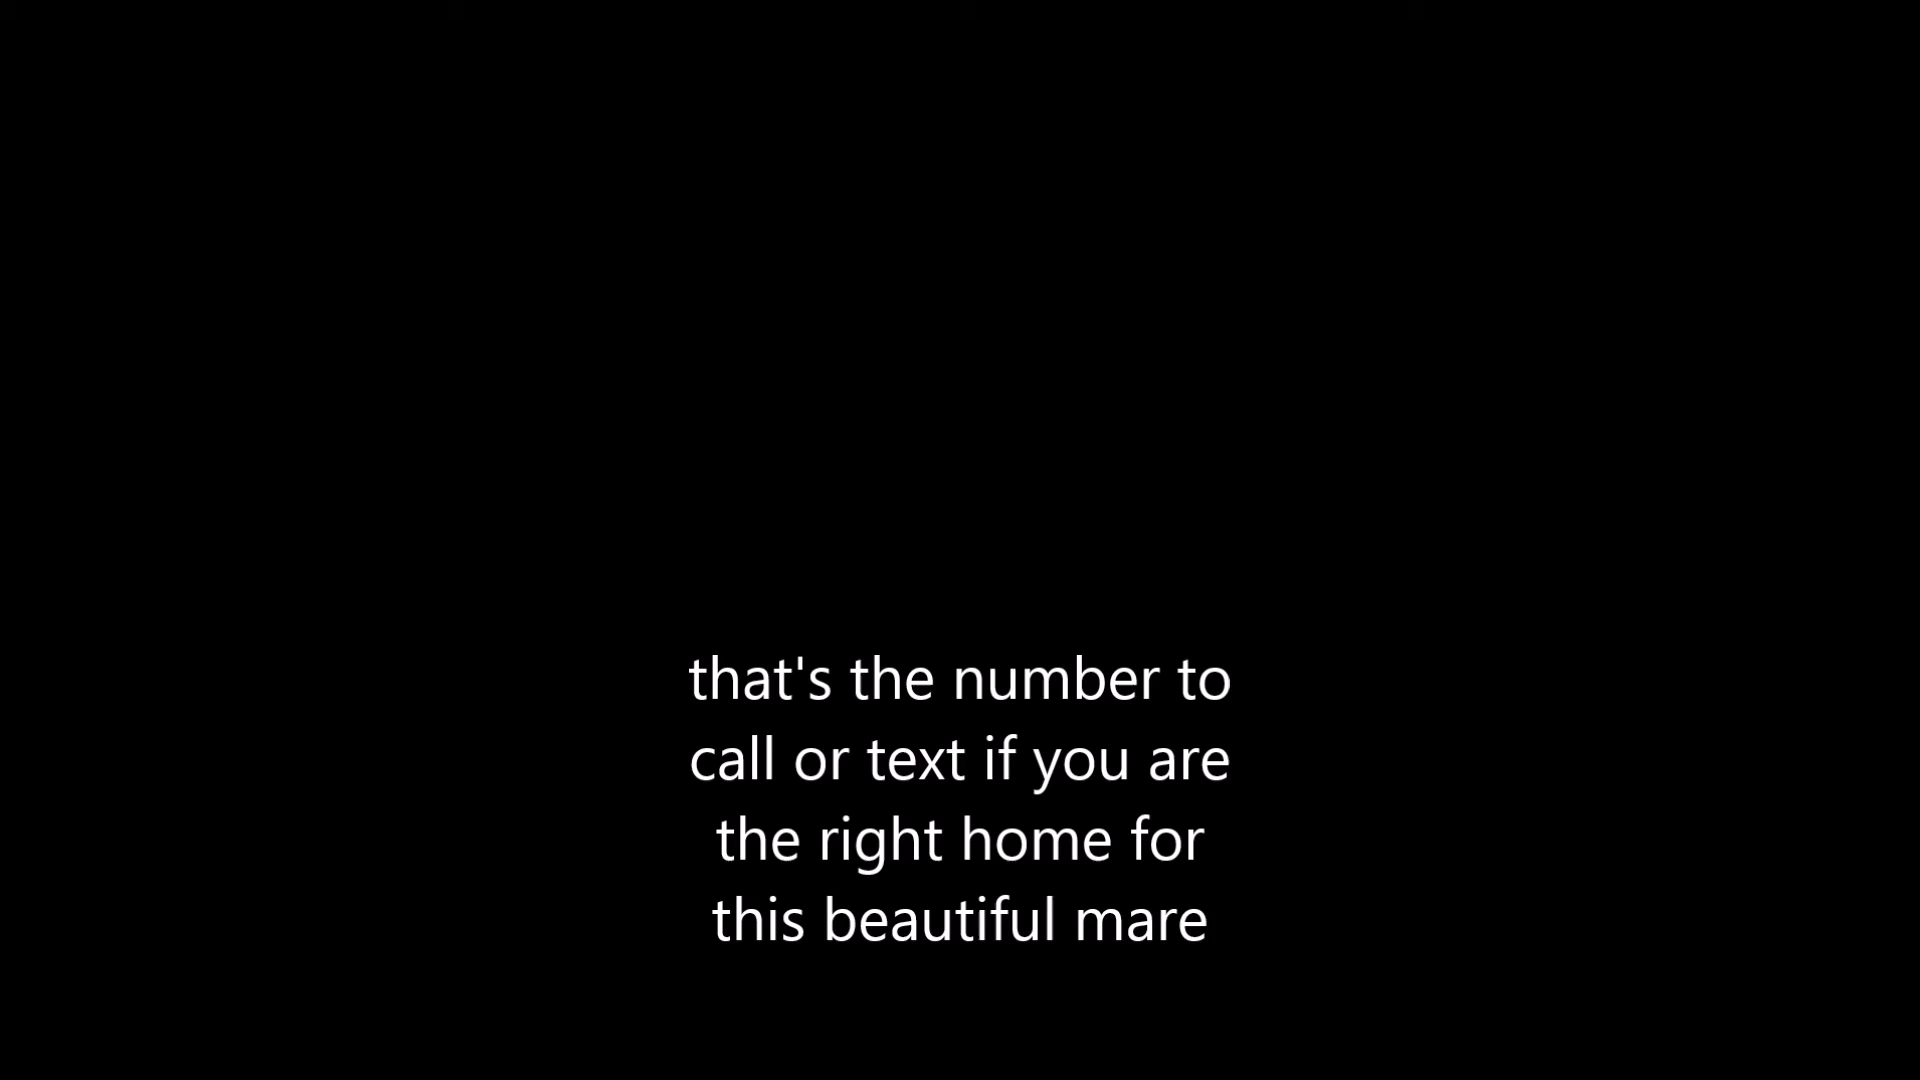 that's the number to
call or text if you are
the right home for
this beautiful mare